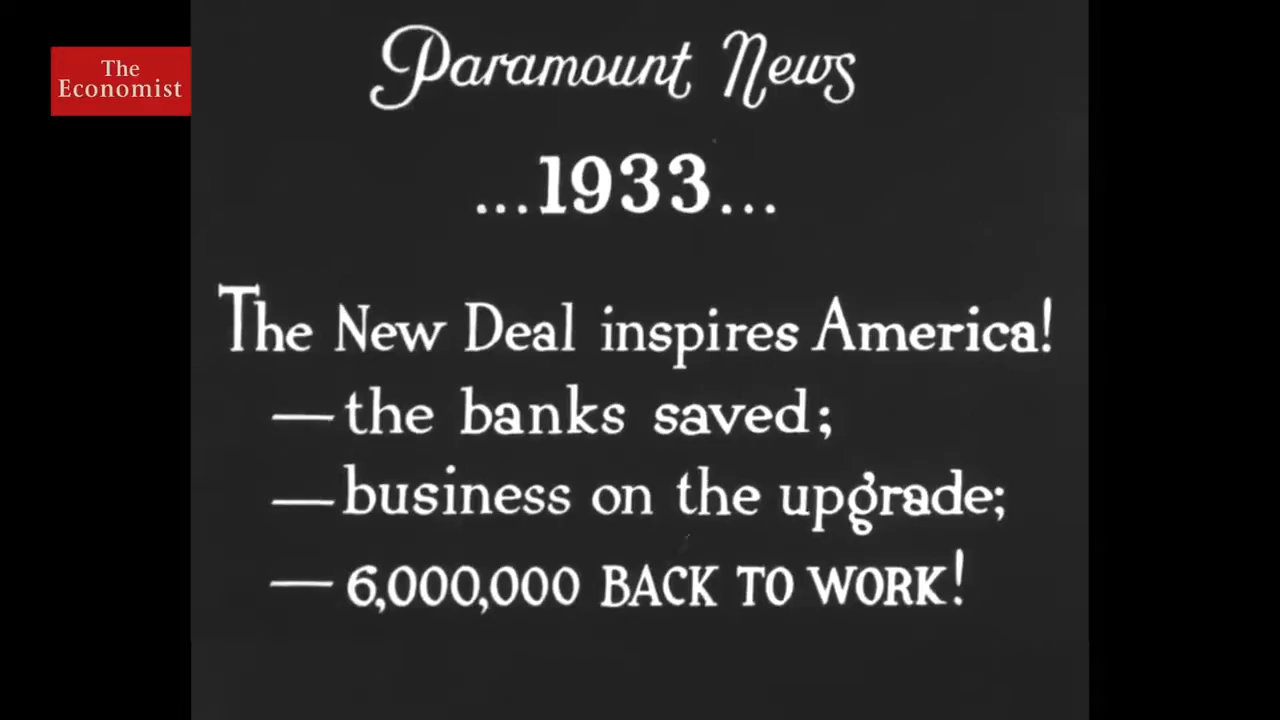 The
Economist
Paramount News
...1933...
The New Deal inspires America!
—the banks saved;
—business on the upgrade;
—6,000,000 BACK TO WORK!